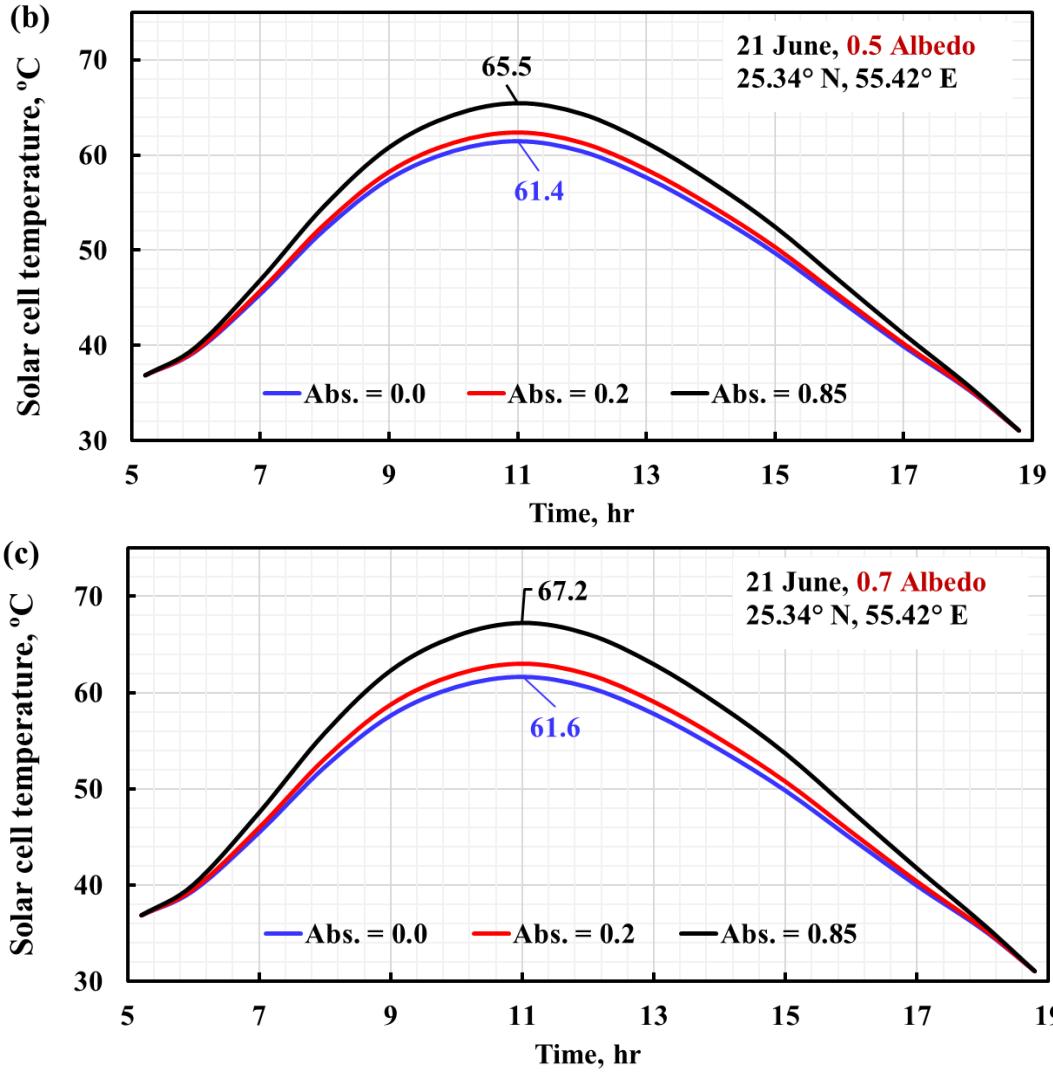 (b)
Solar cell temperature, ºC
70
60
50
40
30
65.5
61.4
21 June, 0.5 Albedo
25.34° N, 55.42° E
Abs. = 0.0 Abs. = 0.2 Abs. = 0.85
5 7 9 11 13 15 17 19
Time, hr
(c)
Solar cell temperature, ºC
70
60
50
40
30
67.2
61.6
21 June, 0.7 Albedo
25.34° N, 55.42° E
Abs. = 0.0 Abs. = 0.2 Abs. = 0.85
5 7 9 11 13 15 17 19
Time, hr